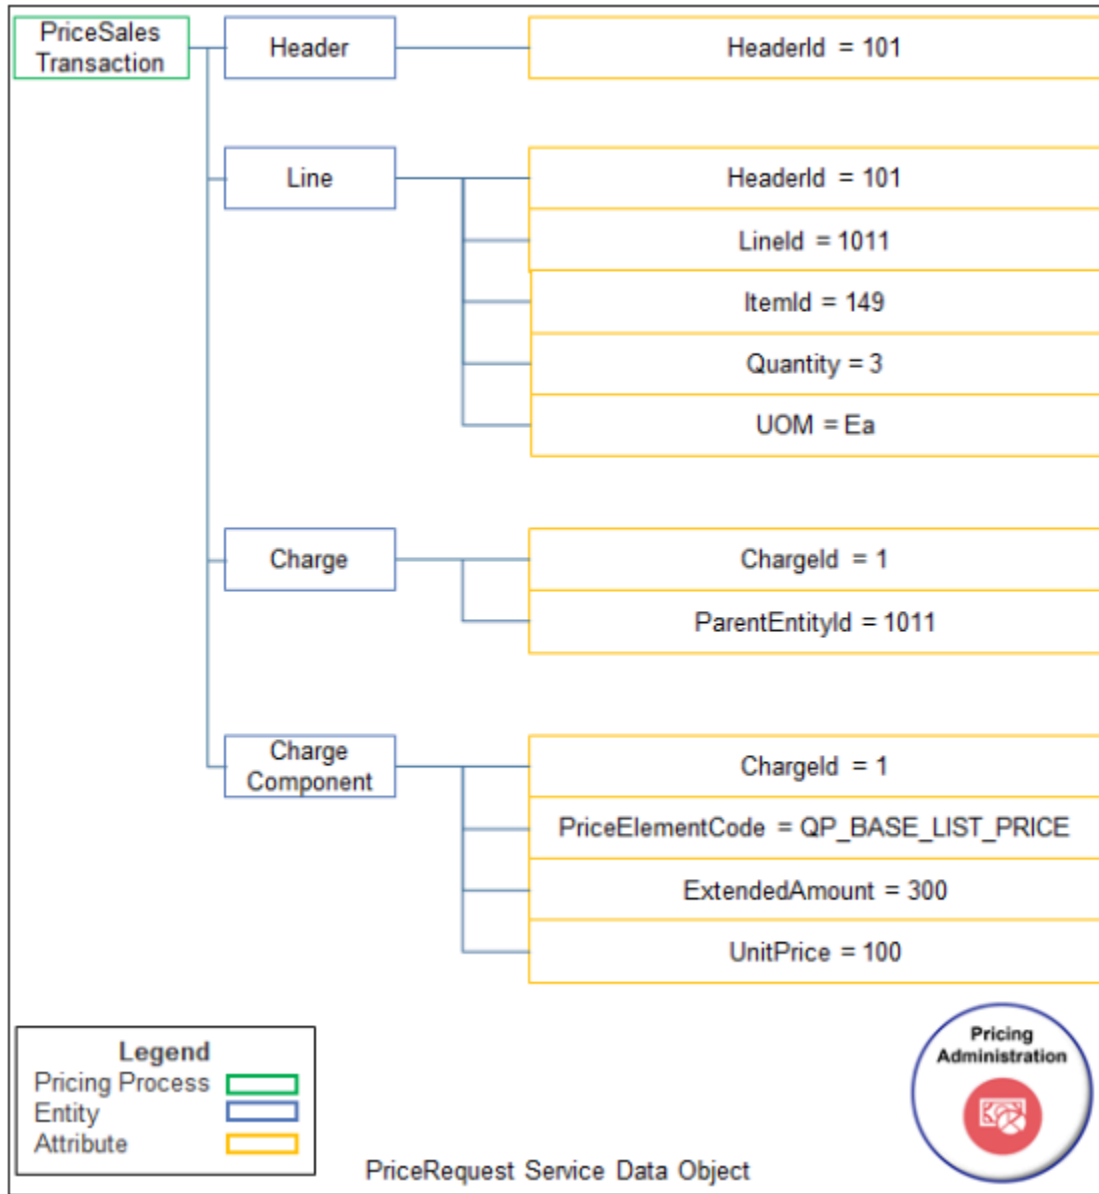 PriceSales
Transaction
Header
HeaderId = 101
Line
HeaderId = 101
LineId = 1011
ItemId = 149
Quantity = 3
UOM = Ea
Charge
ChargeId = 1
ParentEntityId = 1011
Charge
Component
ChargeId = 1
PriceElementCode = QP_BASE_LIST_PRICE
ExtendedAmount = 300
UnitPrice = 100
Legend
Pricing Process
Entity
Attribute
Pricing
Administration
PriceRequest Service Data Object